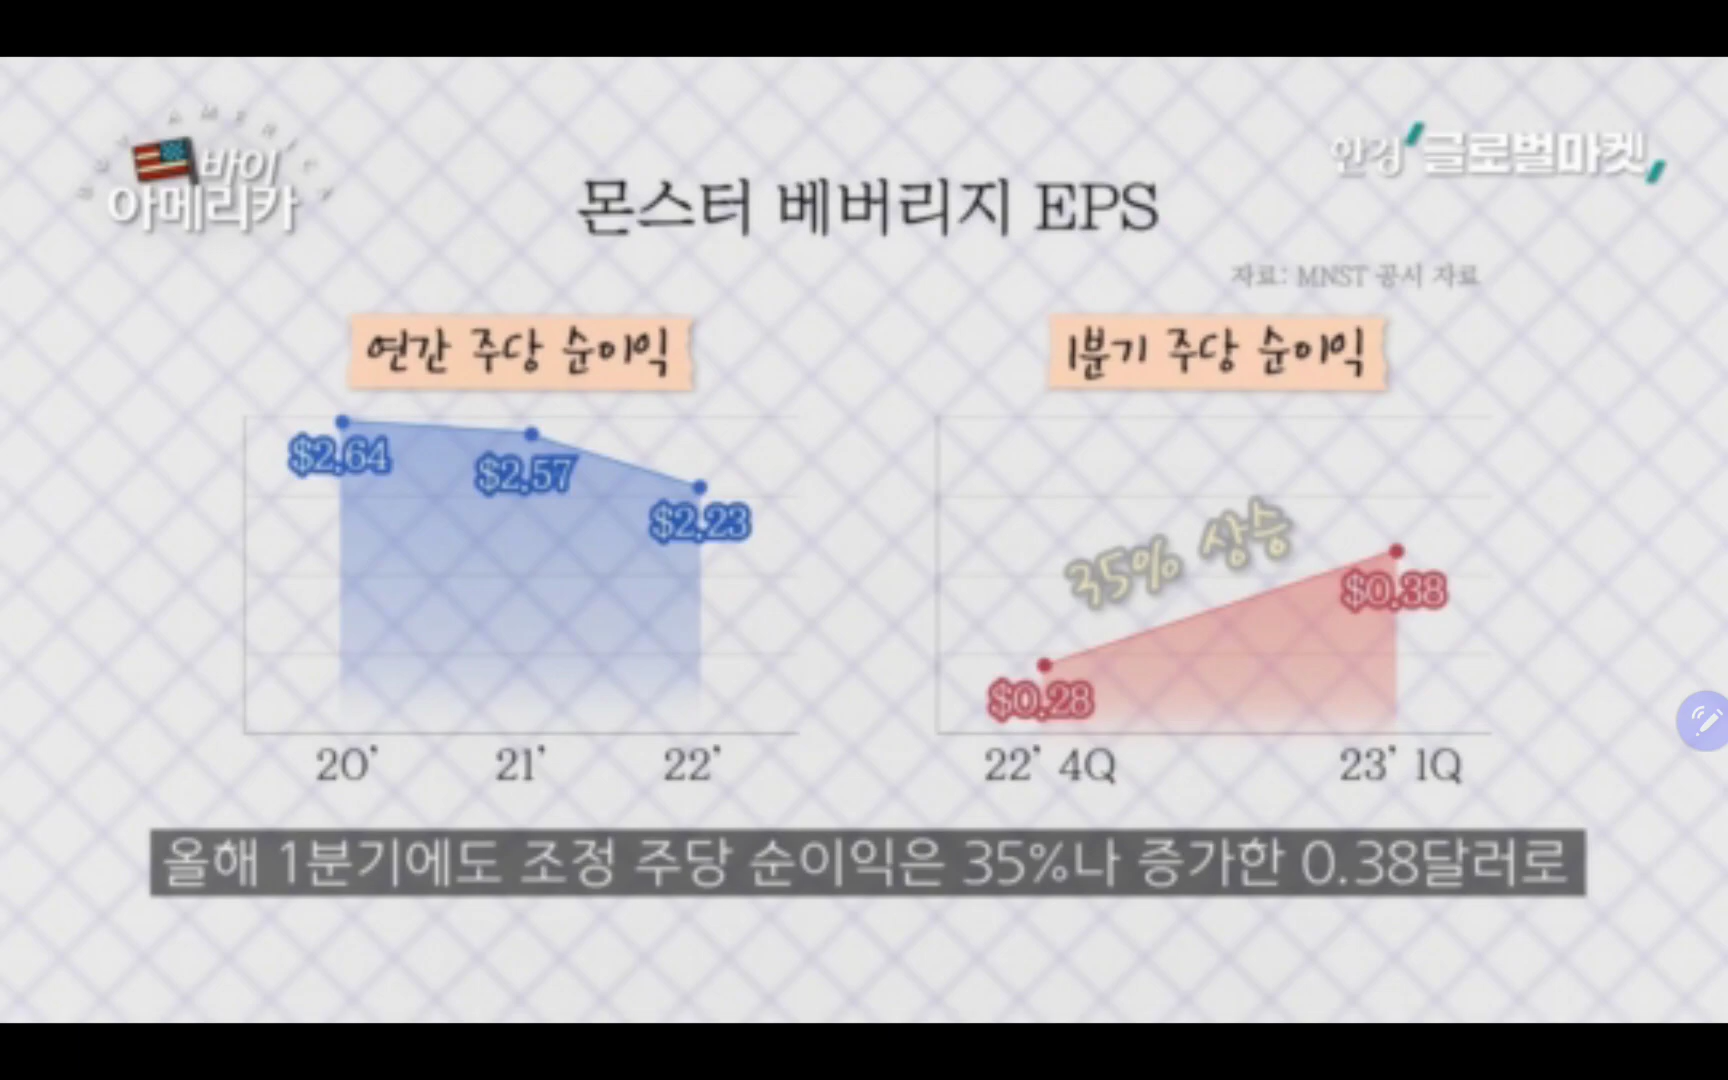 BUY AMERICA
바이
아메리카
한경 글로벌마켓
몬스터 베버리지 EPS
자료: MNST 공시 자료
연간 주당 순이익
$2.64
$2.57
$2.23
20' 21' 22'
1분기 주당 순이익
35% 상승
$0.38
$0.28
22' 4Q 23' 1Q
올해 1분기에도 조정 주당 순이익은 35%나 증가한 0.38달러로